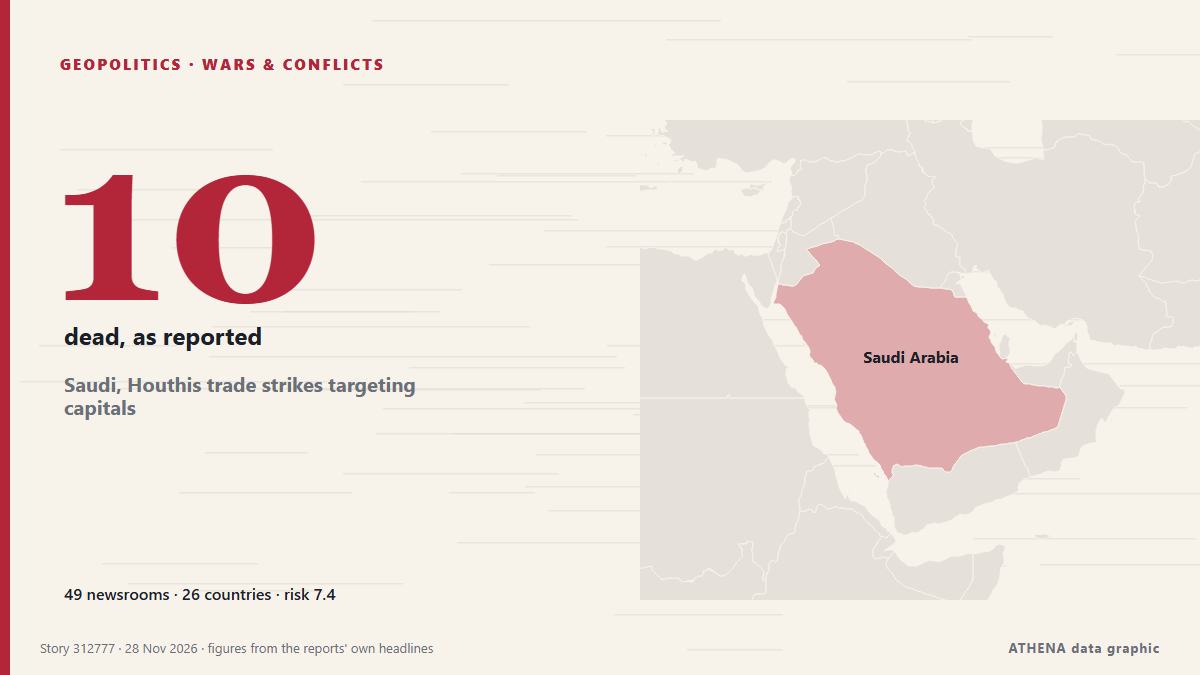 GEOPOLITICS · WARS & CONFLICTS
10
dead, as reported
Saudi, Houthis trade strikes targeting
capitals
Saudi Arabia
49 newsrooms · 26 countries · risk 7.4
Story 312777 · 28 Nov 2026 · figures from the reports' own headlines
ATHENA data graphic